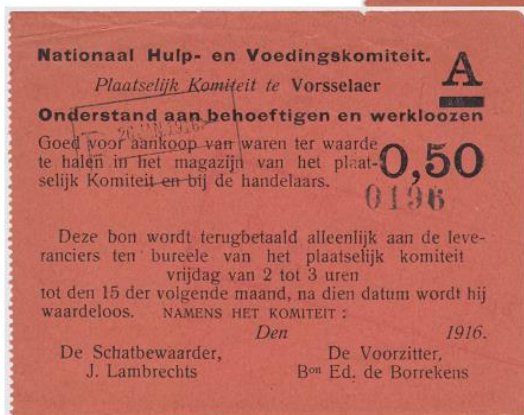 Nationaal Hulp- en Voedingskomiteit.
A
Plaatselijk Komiteit te Vorsselaer
Onderstand aan behoeftigen en werkloozen
Goed voor aankoop van waren ter waarde
te halen in het magazijn van het plaat-
selijk Komiteit en bij de handelaars.
0,50
0196
Deze bon wordt terugbetaald alleenlijk aan de leve-
ranciers ten bureele van het plaatselijk komiteit
vrijdag van 2 tot 3 uren
tot den 15 der volgende maand, na dien datum wordt hij
waardeloos. NAMENS HET KOMITEIT :
Den 1916.
De Schatbewaarder,
J. Lambrechts
De Voorzitter,
Bon Ed. de Borrekens